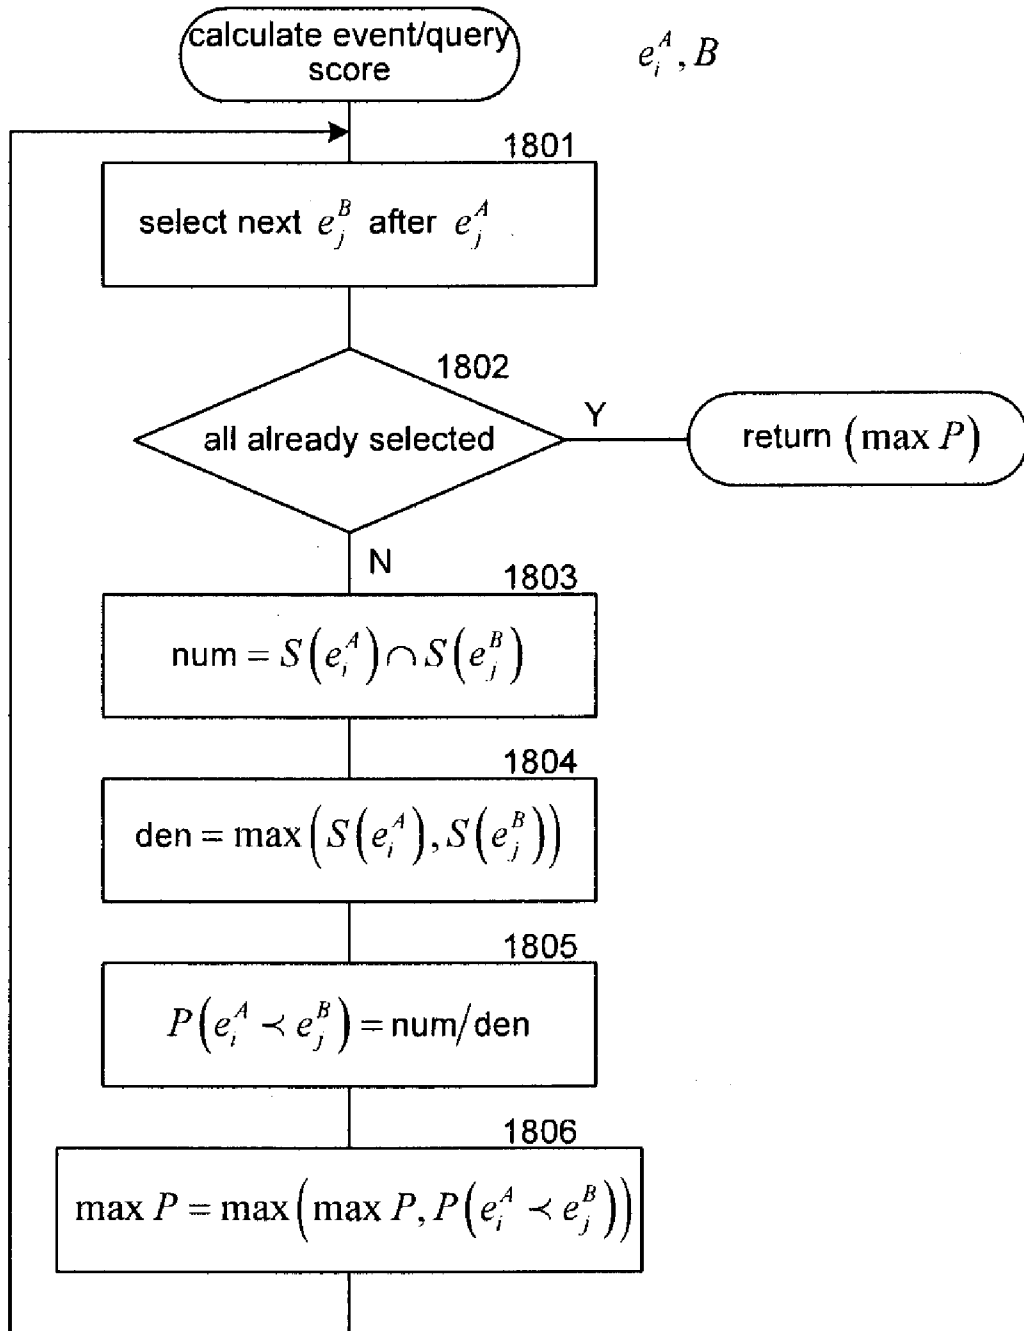 calculate event/query
score
e_i^A, B
1801
select next e_j^B after e_j^A
1802
all already selected
Y
return (max P)
N
1803
num = S(e_i^A) ∩ S(e_j^B)
1804
den = max(S(e_i^A), S(e_j^B))
1805
P(e_i^A ≺ e_j^B) = num/den
1806
max P = max(max P, P(e_i^A ≺ e_j^B))